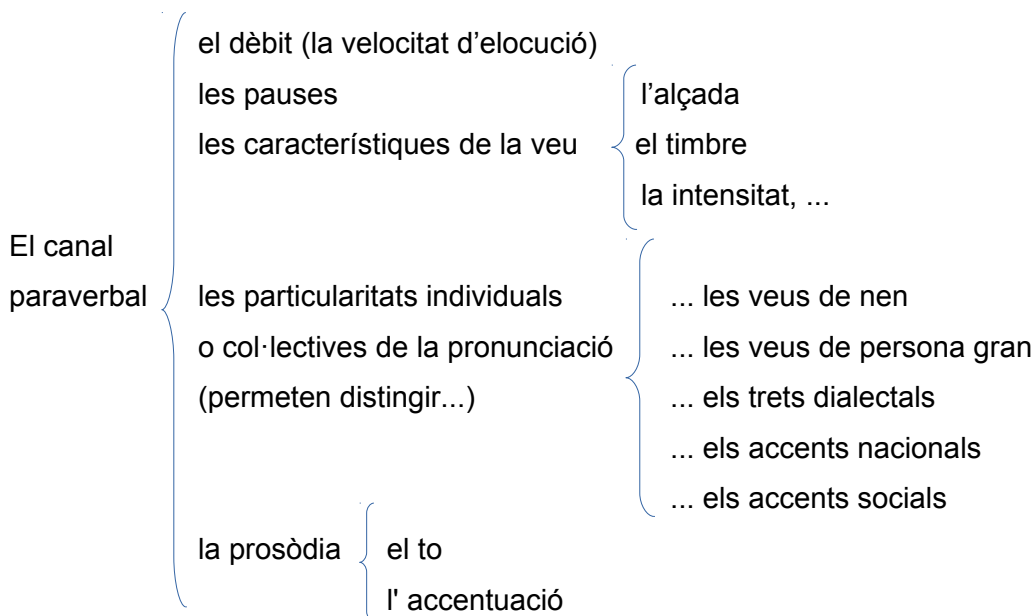 el dèbit (la velocitat d’elocució)
les pauses
l’alçada
les característiques de la veu
el timbre
la intensitat, ...
El canal
paraverbal
les particularitats individuals
o col·lectives de la pronunciació
(permeten distingir...)
... les veus de nen
... les veus de persona gran
... els trets dialectals
... els accents nacionals
... els accents socials
la prosòdia
el to
l' accentuació